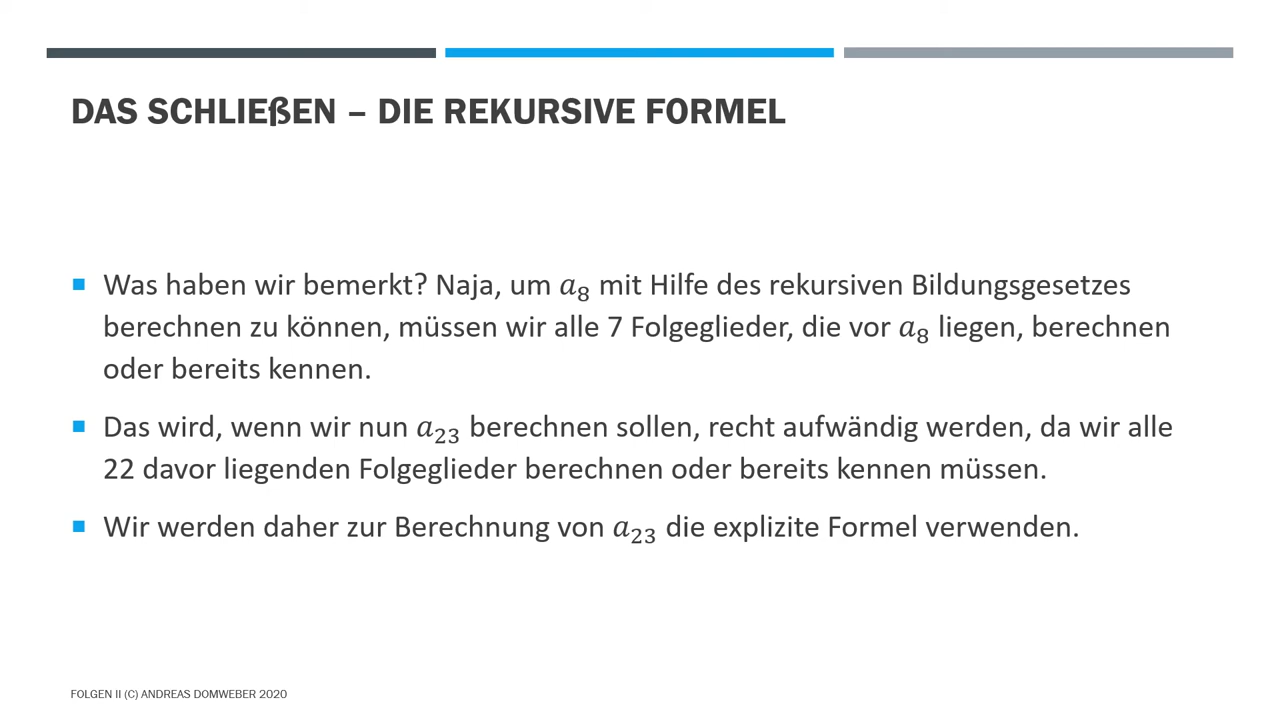 DAS SCHLIEßEN – DIE REKURSIVE FORMEL
Was haben wir bemerkt? Naja, um a₈ mit Hilfe des rekursiven Bildungsgesetzes
berechnen zu können, müssen wir alle 7 Folgeglieder, die vor a₈ liegen, berechnen
oder bereits kennen.
Das wird, wenn wir nun a₂₃ berechnen sollen, recht aufwändig werden, da wir alle
22 davor liegenden Folgeglieder berechnen oder bereits kennen müssen.
Wir werden daher zur Berechnung von a₂₃ die explizite Formel verwenden.
FOLGEN II (C) ANDREAS DOMWEBER 2020